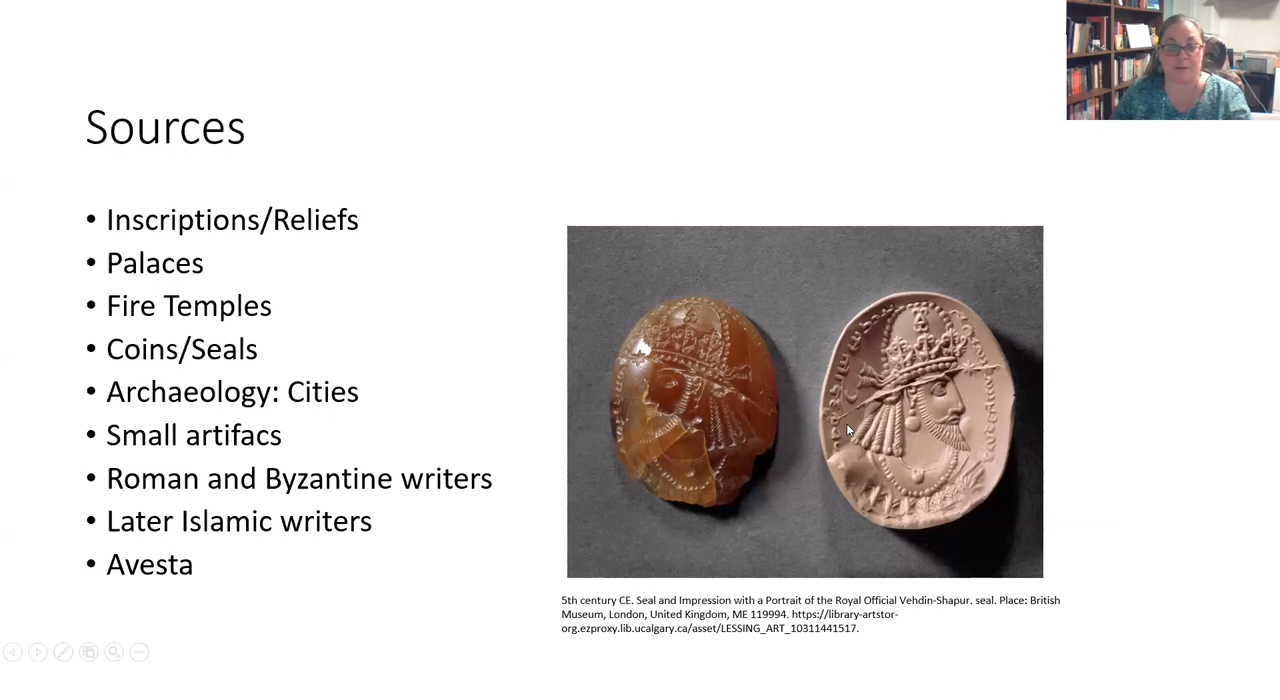 Sources
• Inscriptions/Reliefs
• Palaces
• Fire Temples
• Coins/Seals
• Archaeology: Cities
• Small artifacs
• Roman and Byzantine writers
• Later Islamic writers
• Avesta
5th century CE. Seal and Impression with a Portrait of the Royal Official Vehdin-Shapur. seal. Place: British
Museum, London, United Kingdom, ME 119994. https://library-artstor-
org.ezproxy.lib.ucalgary.ca/asset/LESSING_ART_10311441517.